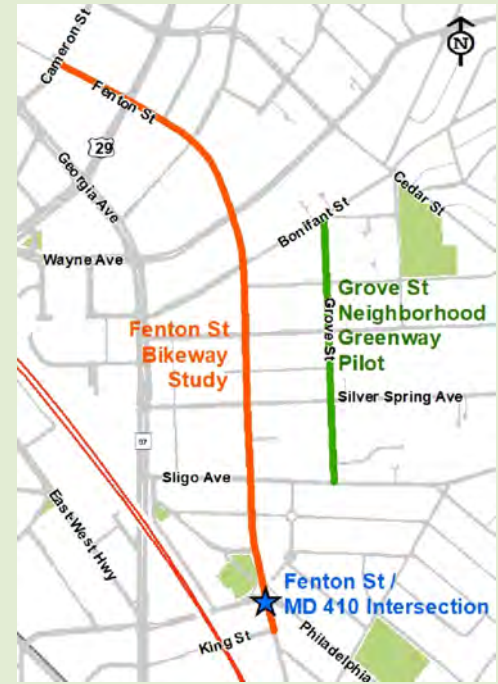 Cameron St
N
Fenton St
29
Georgia Ave
Cedar St
Bonifant St
Wayne Ave
Grove St
Neighborhood
Greenway
Pilot
Grove St
Fenton St
Bikeway
Study
Silver Spring Ave
97
Sligo Ave
East-West Hwy
Fenton St /
MD 410 Intersection
King St
Philadelphia